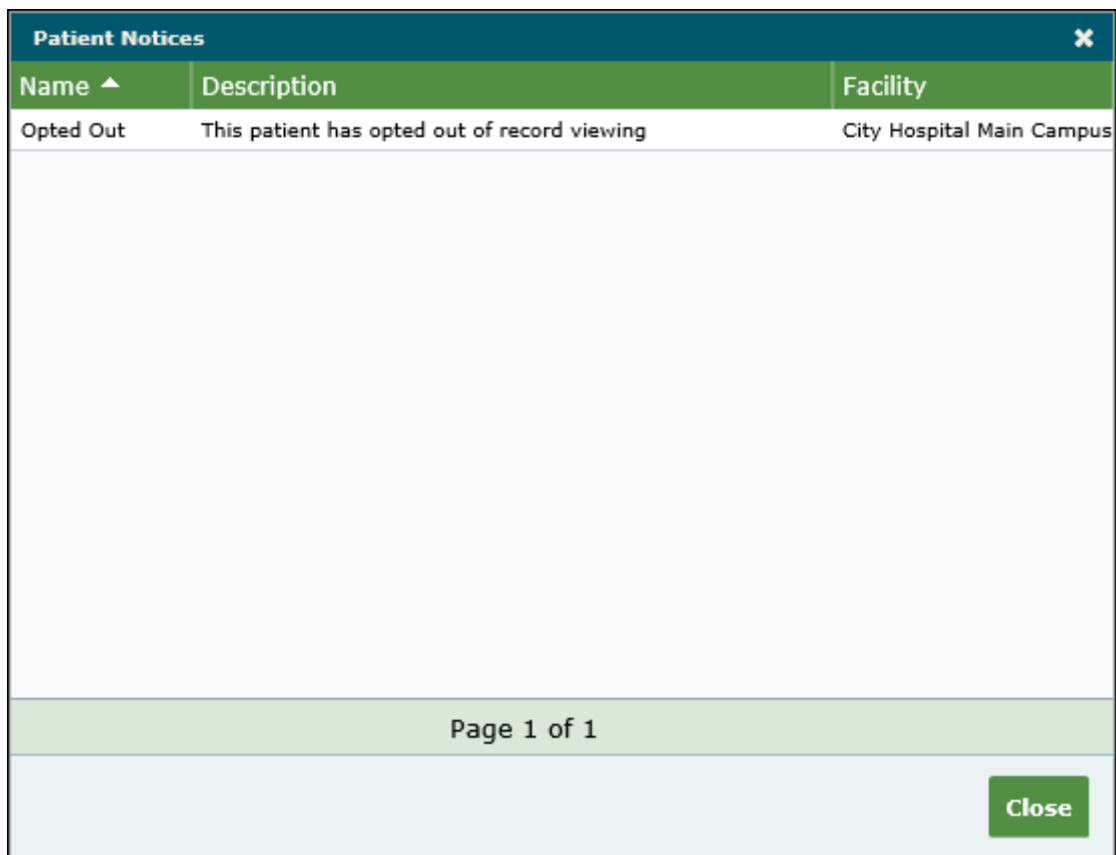 Patient Notices
Name Description Facility
Opted Out This patient has opted out of record viewing City Hospital Main Campus
Page 1 of 1
Close